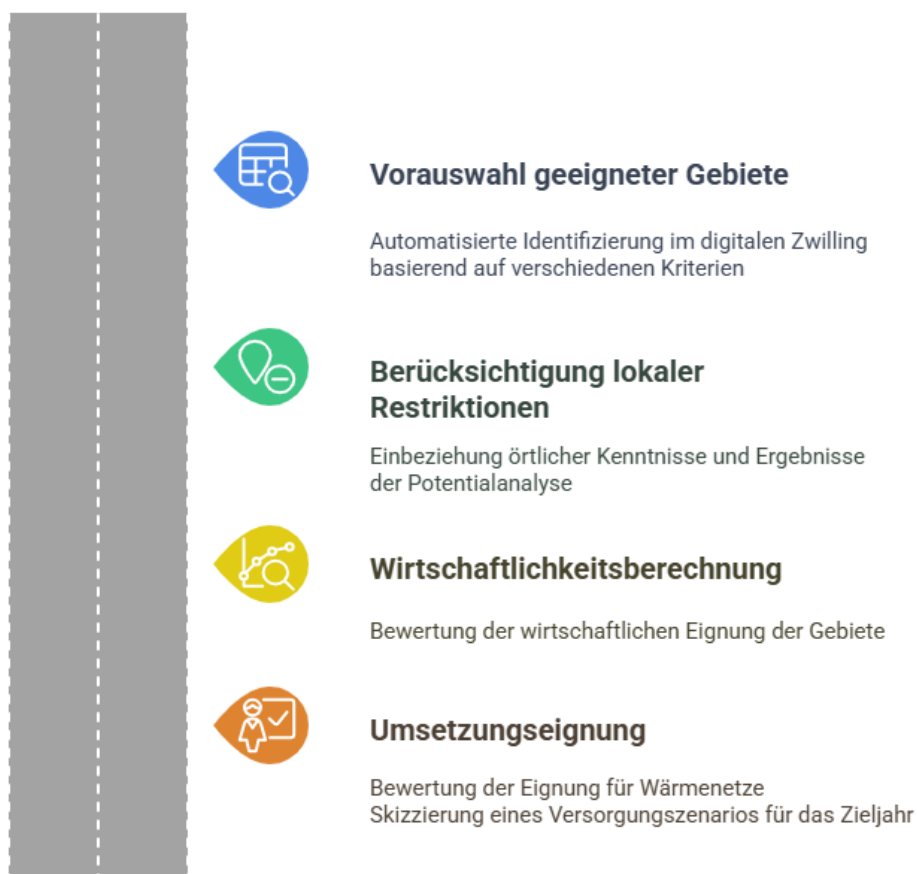 Vorauswahl geeigneter Gebiete
Automatisierte Identifizierung im digitalen Zwilling
basierend auf verschiedenen Kriterien
Berücksichtigung lokaler
Restriktionen
Einbeziehung örtlicher Kenntnisse und Ergebnisse
der Potentialanalyse
Wirtschaftlichkeitsberechnung
Bewertung der wirtschaftlichen Eignung der Gebiete
Umsetzungseignung
Bewertung der Eignung für Wärmenetze
Skizzierung eines Versorgungszenarios für das Zieljahr